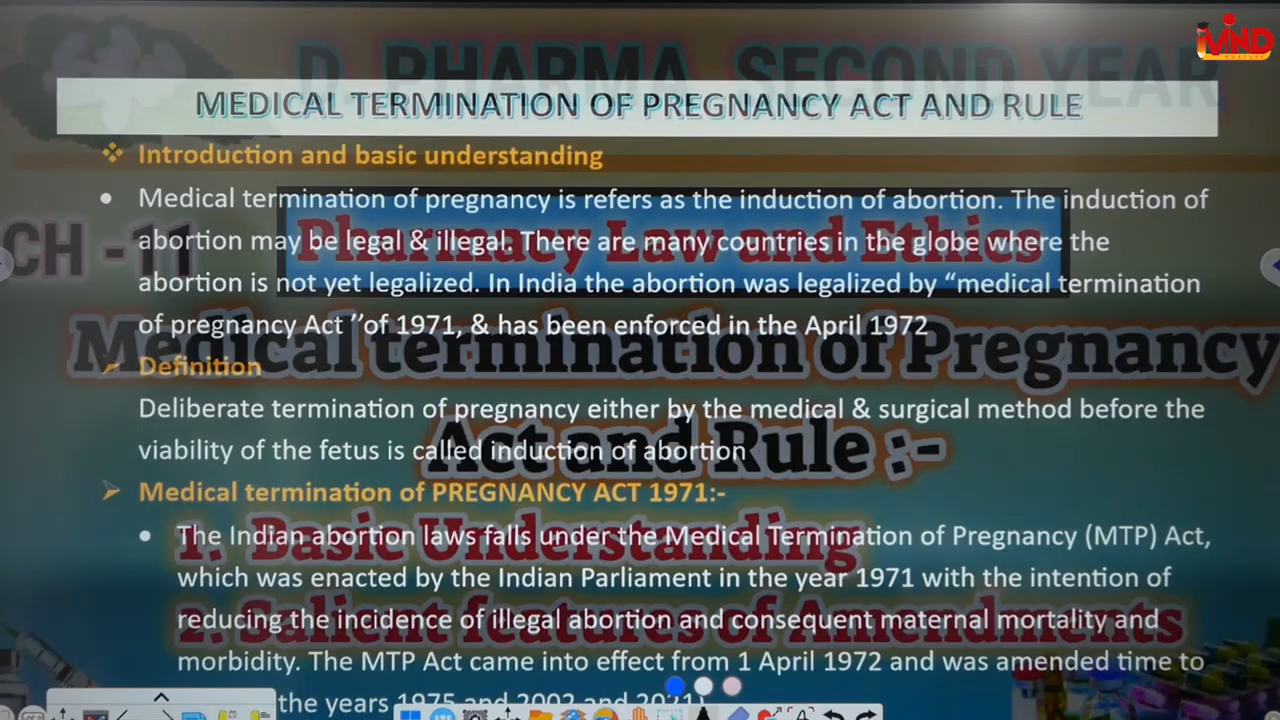 MIND
D. PHARMA SECOND YEAR
MEDICAL TERMINATION OF PREGNANCY ACT AND RULE
Introduction and basic understanding
Medical termination of pregnancy is refers as the induction of abortion. The induction of
abortion may be legal & illegal. There are many countries in the globe where the
abortion is not yet legalized. In India the abortion was legalized by “medical termination
of pregnancy Act ”of 1971, & has been enforced in the April 1972
Definition
Deliberate termination of pregnancy either by the medical & surgical method before the
viability of the fetus is called induction of abortion
Medical termination of PREGNANCY ACT 1971:-
The Indian abortion laws falls under the Medical Termination of Pregnancy (MTP) Act,
which was enacted by the Indian Parliament in the year 1971 with the intention of
reducing the incidence of illegal abortion and consequent maternal mortality and
morbidity. The MTP Act came into effect from 1 April 1972 and was amended time to
the years 1975 and 2002 and 2021)
CH - 11
Pharmacy Law and Ethics
Medical termination of Pregnancy
Act and Rule :-
1. Basic Understanding
2. Salient features of Amendments